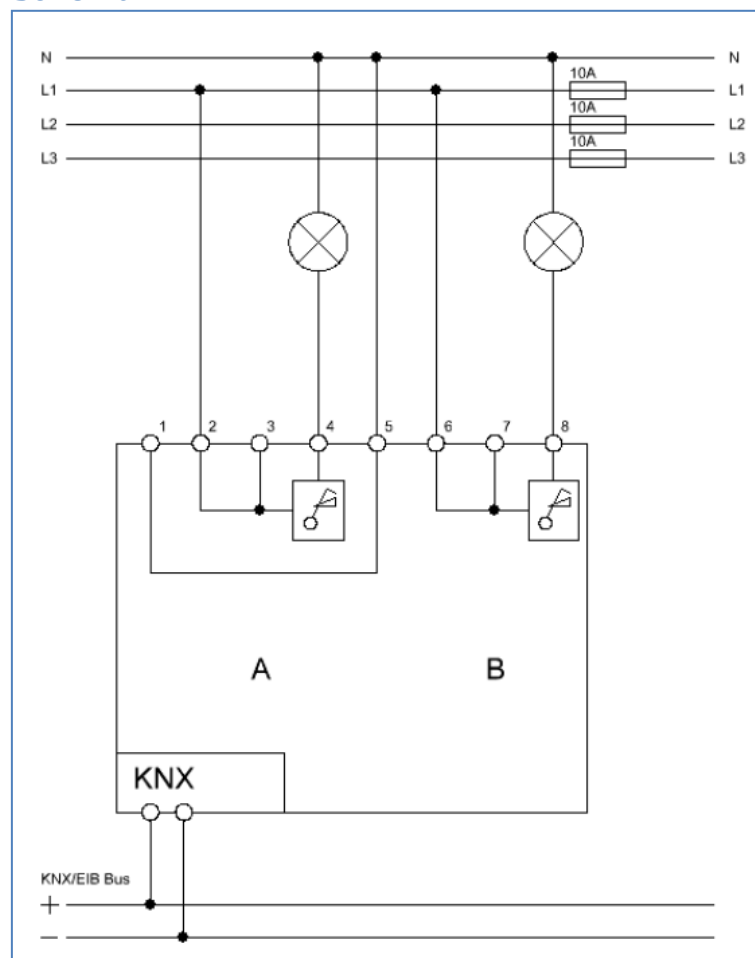 N
N
10A
L1
L1
10A
L2
L2
10A
L3
L3
1 2 3 4 5 6 7 8
A
B
KNX
KNX/EIB Bus
+
−